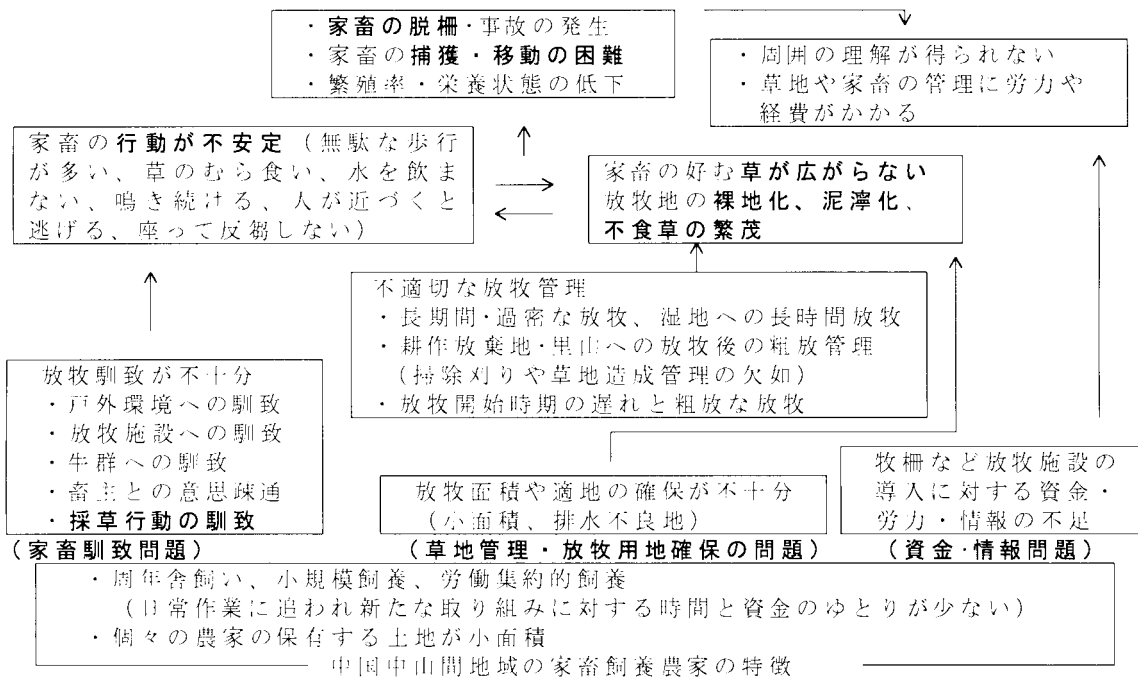 ・家畜の脱柵・事故の発生
・家畜の捕獲・移動の困難
・繁殖率・栄養状態の低下
・周囲の理解が得られない
・草地や家畜の管理に労力や
経費がかかる
家畜の行動が不安定（無駄な歩行
が多い、草のむら食い、水を飲ま
ない、鳴き続ける、人が近づくと
逃げる、座って反芻しない）
家畜の好む草が広がらない
放牧地の裸地化、泥濘化、
不食草の繁茂
不適切な放牧管理
・長期間・過密な放牧、湿地への長時間放牧
・耕作放棄地・里山への放牧後の粗放管理
（掃除刈りや草地造成管理の欠如）
・放牧開始時期の遅れと粗放な放牧
放牧馴致が不十分
・戸外環境への馴致
・放牧施設への馴致
・牛群への馴致
・畜主との意思疎通
・採草行動の馴致
（家畜馴致問題）
放牧面積や適地の確保が不十分
（小面積、排水不良地）
（草地管理・放牧用地確保の問題）
牧柵など放牧施設の
導入に対する資金・
労力・情報の不足
（資金・情報問題）
・周年舎飼い、小規模飼養、労働集約的飼養
（日常作業に追われ新たな取り組みに対する時間と資金のゆとりが少ない）
・個々の農家の保有する土地が小面積
中国中山間地域の家畜飼養農家の特徴